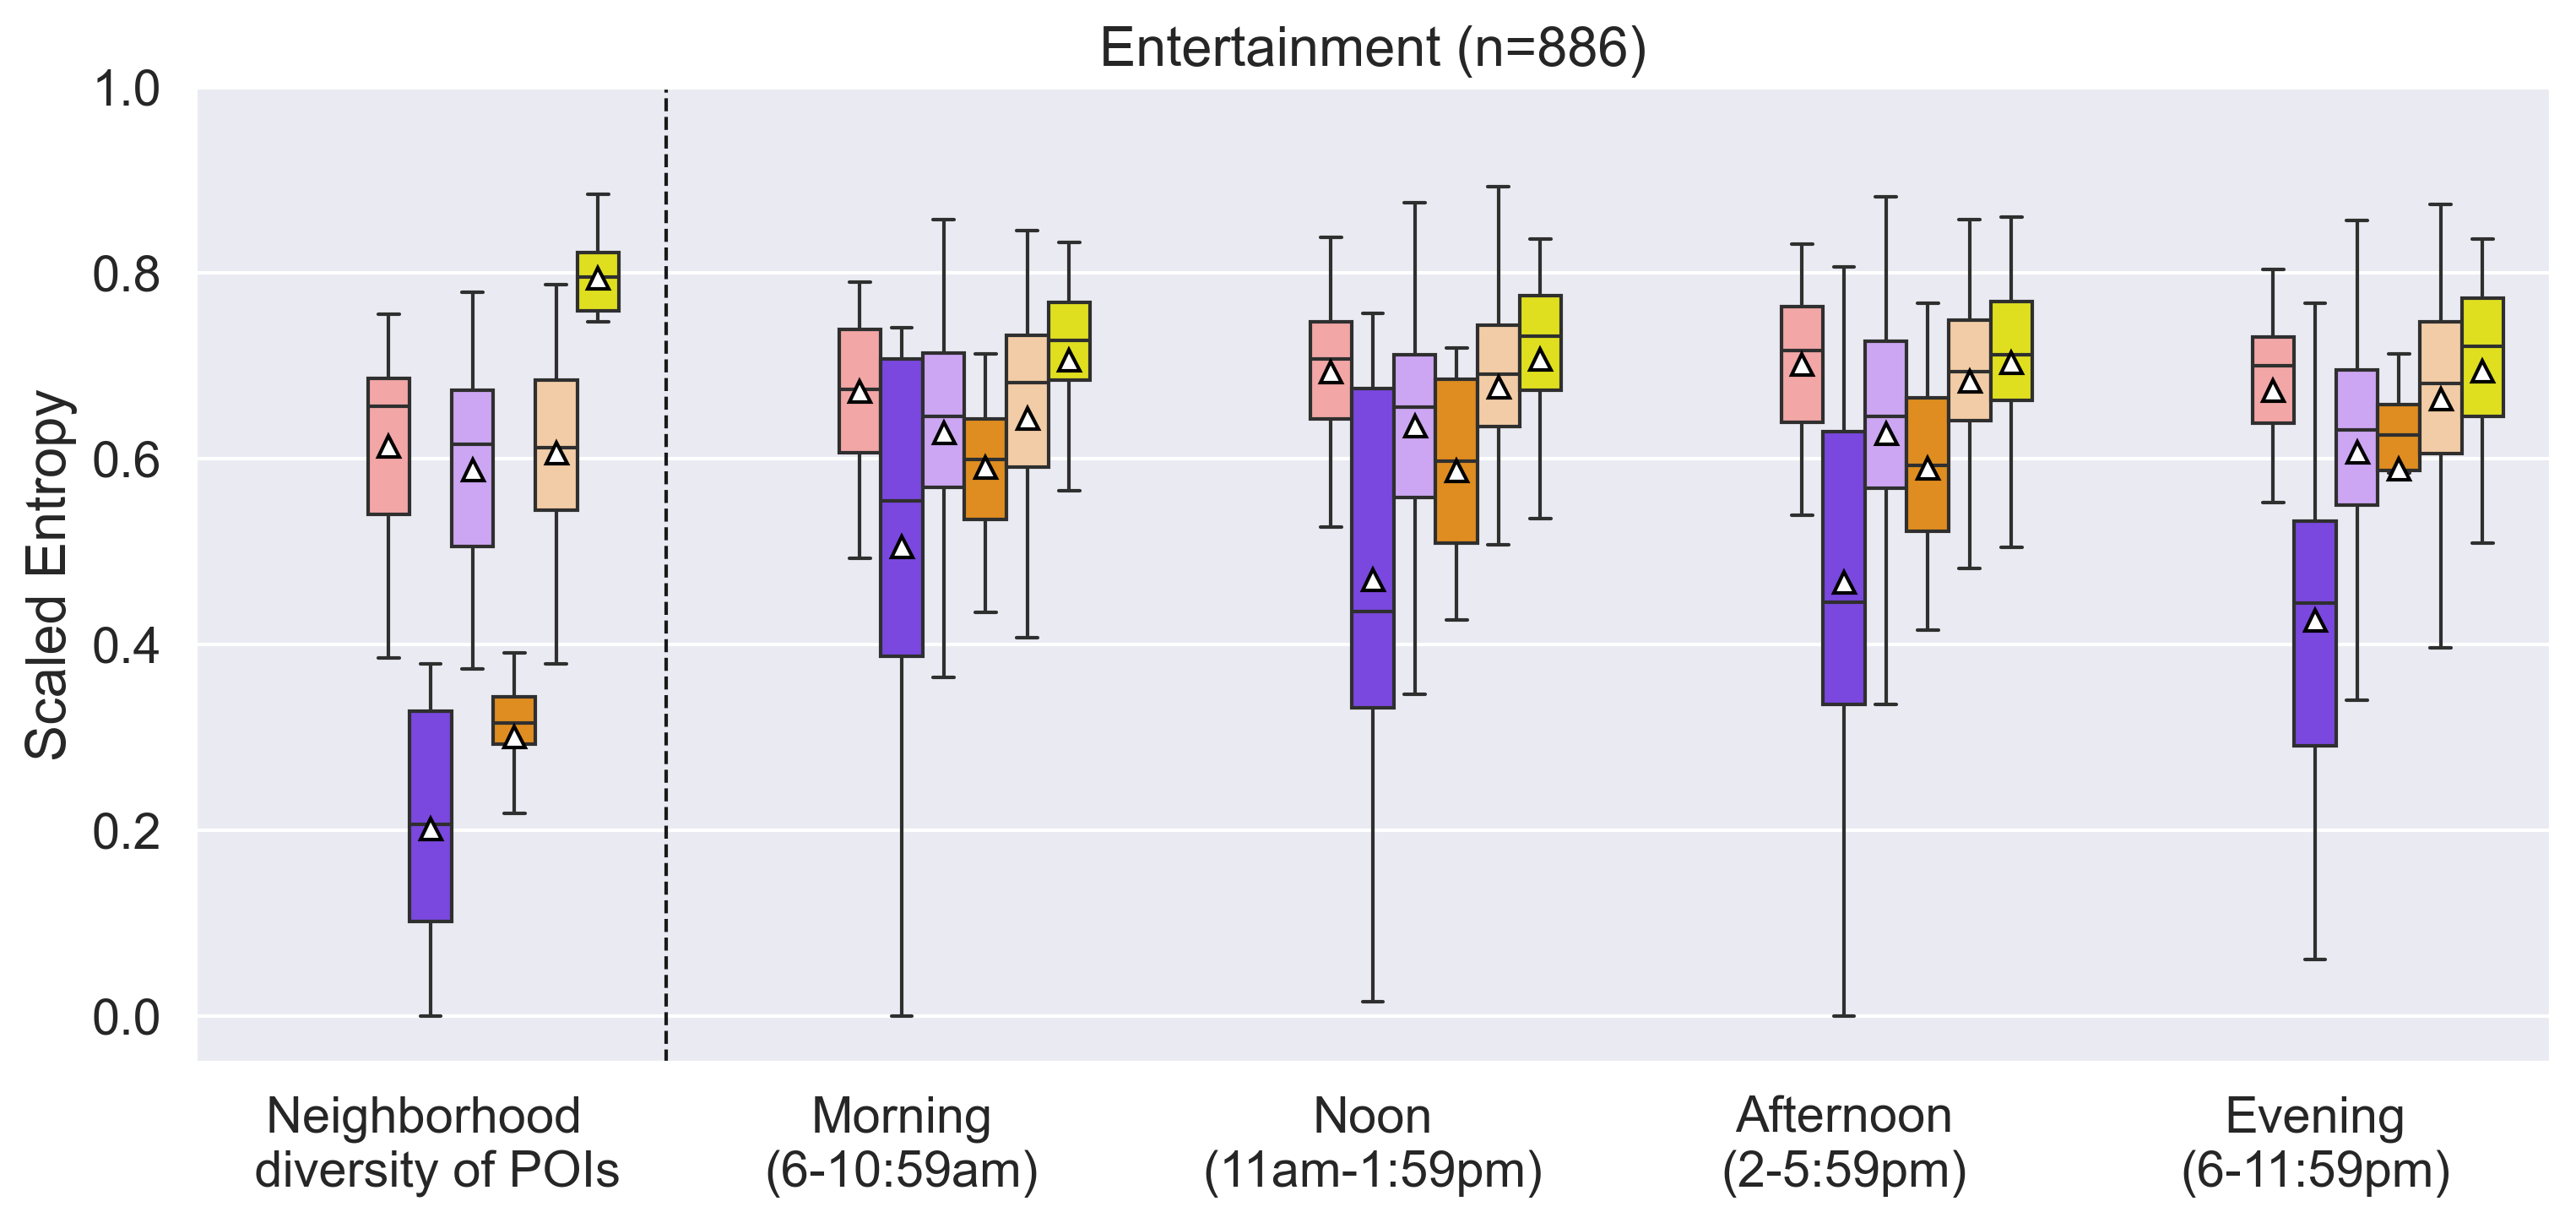 Entertainment (n=886)
Scaled Entropy
1.0
0.8
0.6
0.4
0.2
0.0
Neighborhood
diversity of POIs
Morning
(6-10:59am)
Noon
(11am-1:59pm)
Afternoon
(2-5:59pm)
Evening
(6-11:59pm)